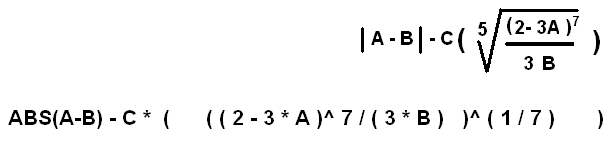 | A - B | - C ( ⁵√((2- 3A )⁷ / 3 B) )
ABS(A-B) - C * ( ( ( 2 - 3 * A )^ 7 / ( 3 * B ) )^ ( 1 / 7 ) )